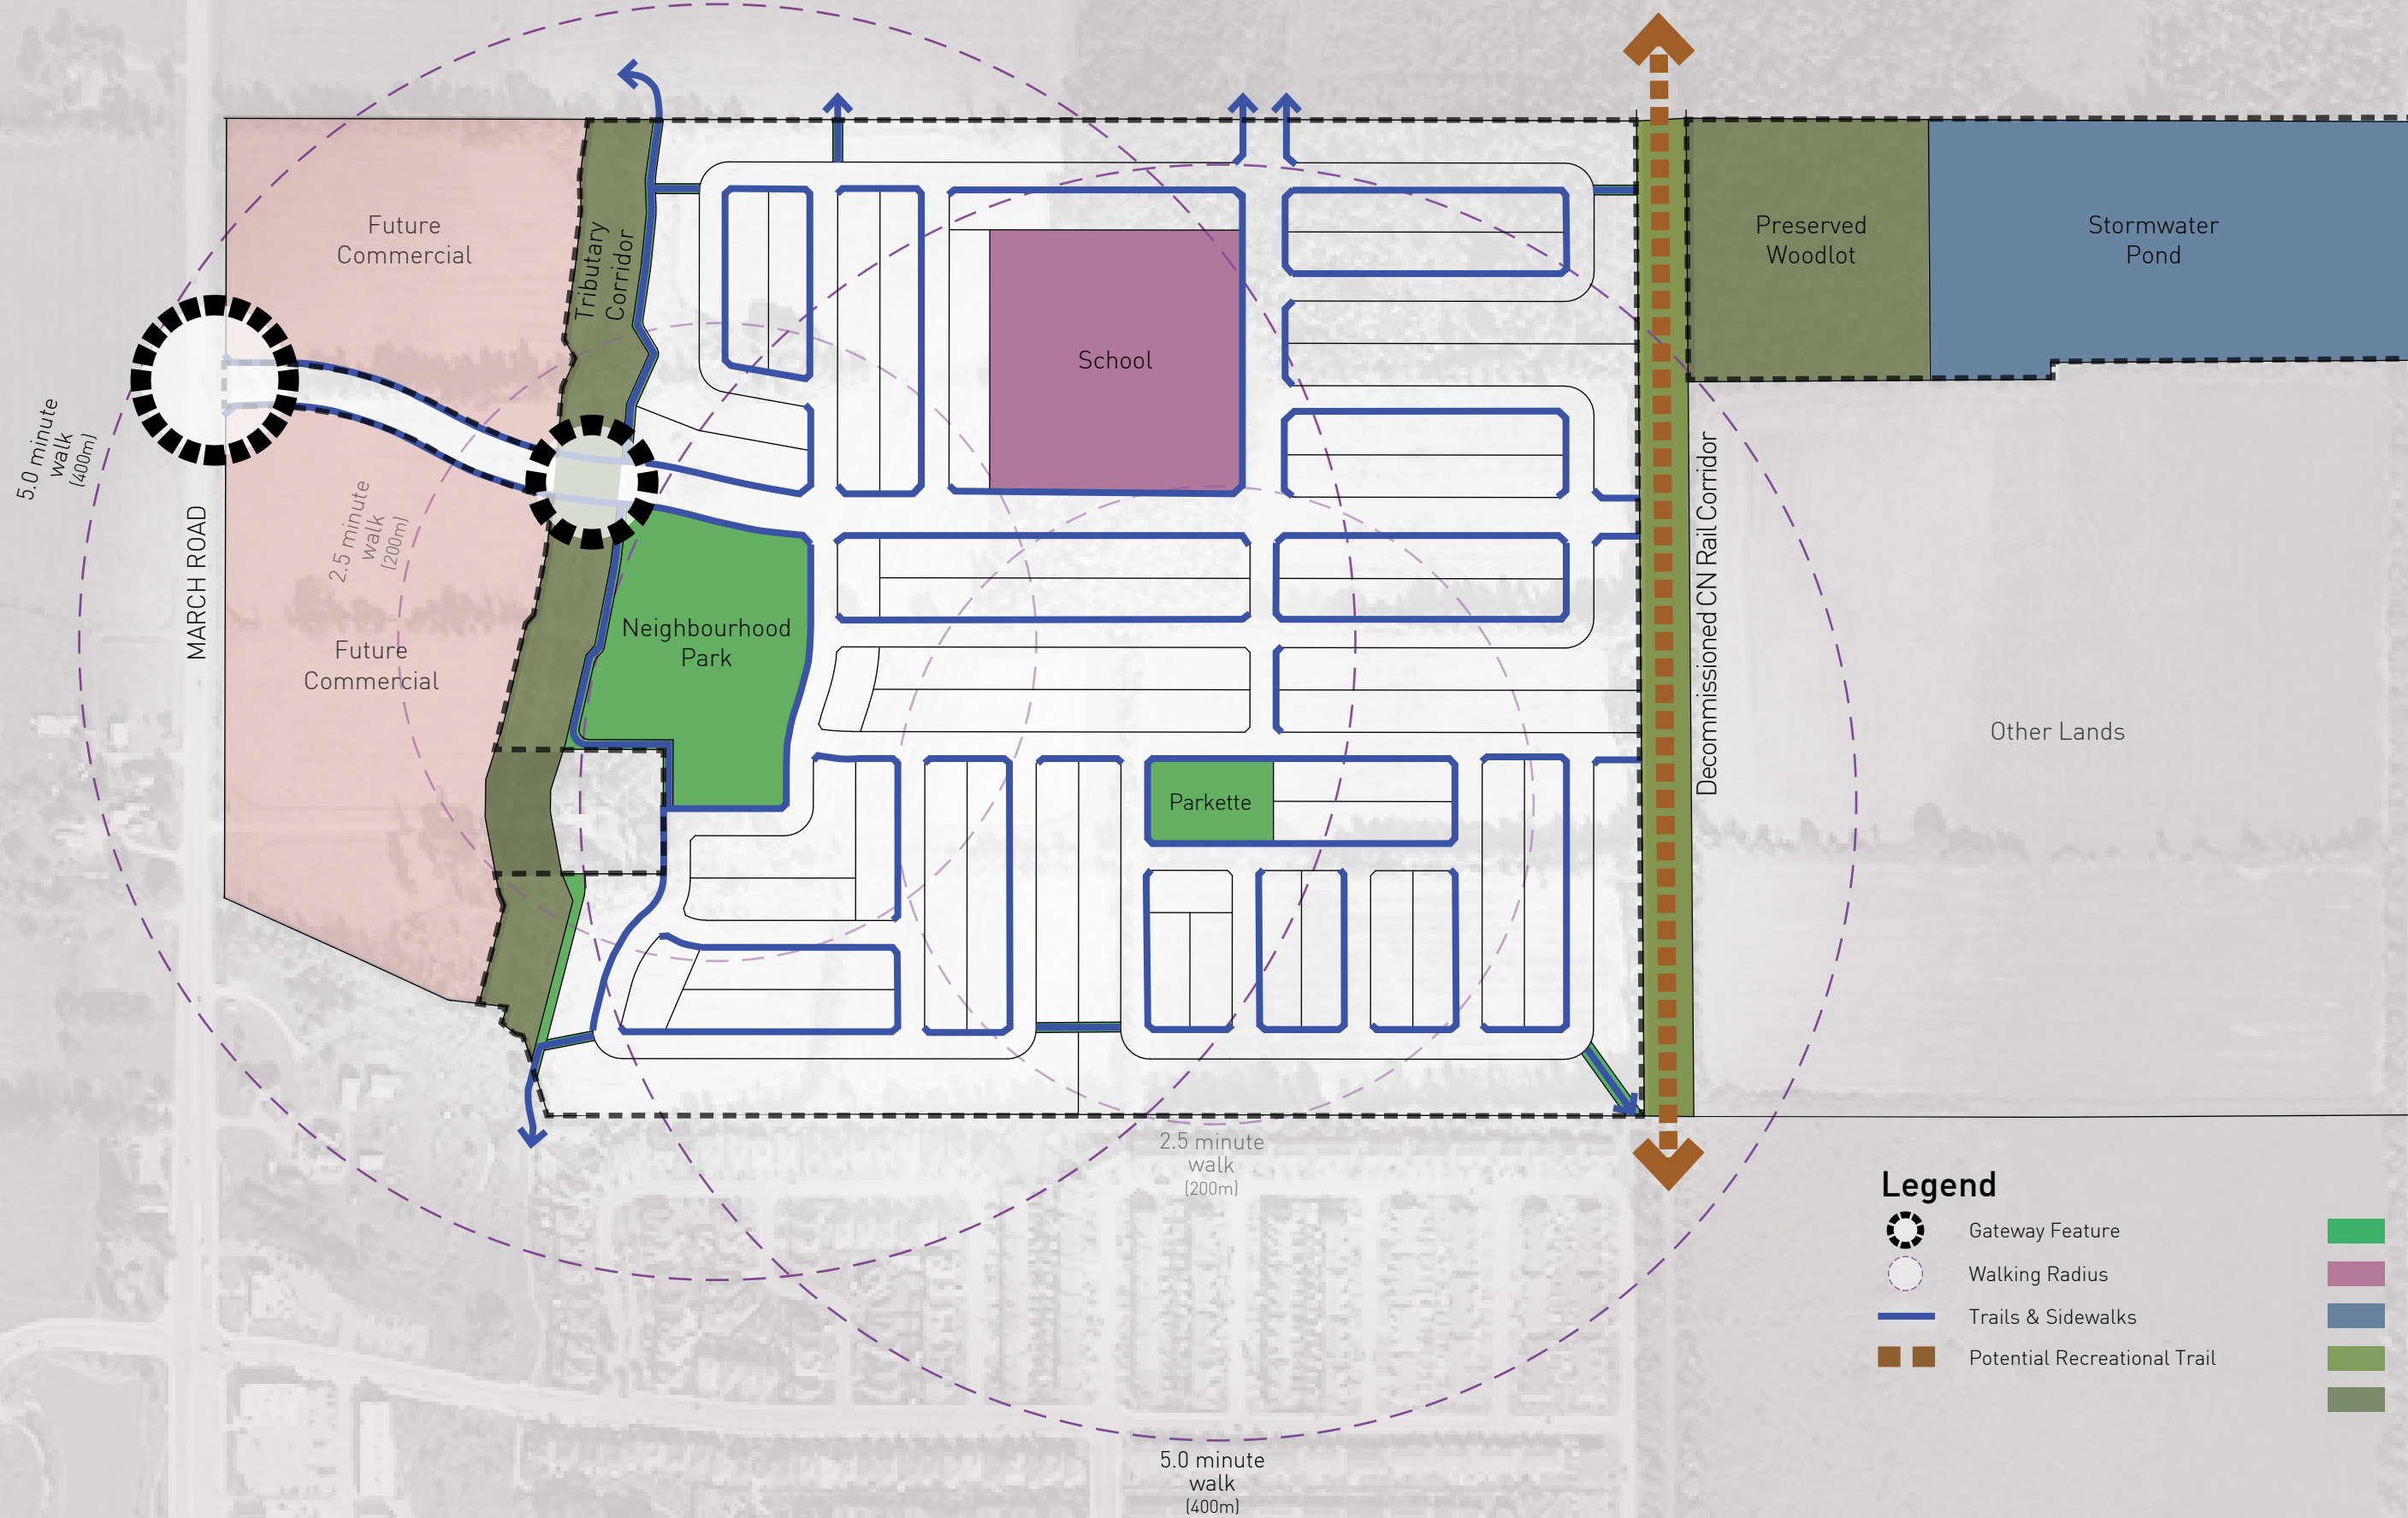 Future
Commercial
Tributary
Corridor
School
Preserved
Woodlot
Stormwater
Pond
5.0 minute
walk
(400m)
MARCH ROAD
2.5 minute
walk
(200m)
Future
Commercial
Neighbourhood
Park
Parkette
Decommissioned CN Rail Corridor
Other Lands
2.5 minute
walk
(200m)
5.0 minute
walk
(400m)
Legend
Gateway Feature
Walking Radius
Trails & Sidewalks
Potential Recreational Trail